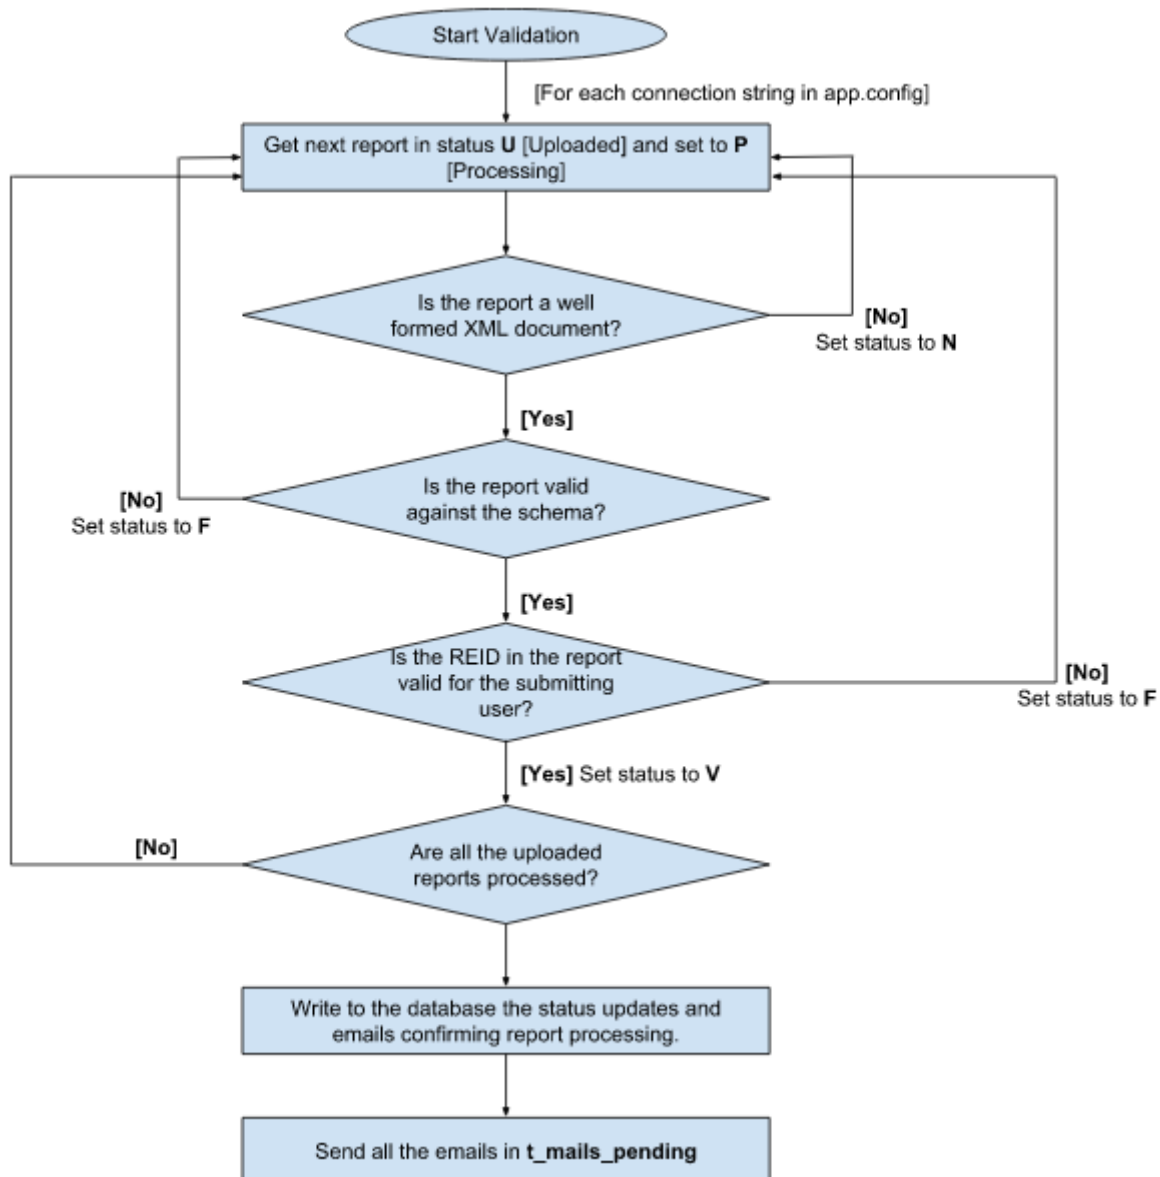 Start Validation
[For each connection string in app.config]
Get next report in status U [Uploaded] and set to P
[Processing]
Is the report a well
formed XML document?
[No]
Set status to N
[Yes]
Is the report valid
against the schema?
[No]
Set status to F
[Yes]
Is the REID in the report
valid for the submitting
user?
[No]
Set status to F
[Yes] Set status to V
[No]
Are all the uploaded
reports processed?
Write to the database the status updates and
emails confirming report processing.
Send all the emails in t_mails_pending